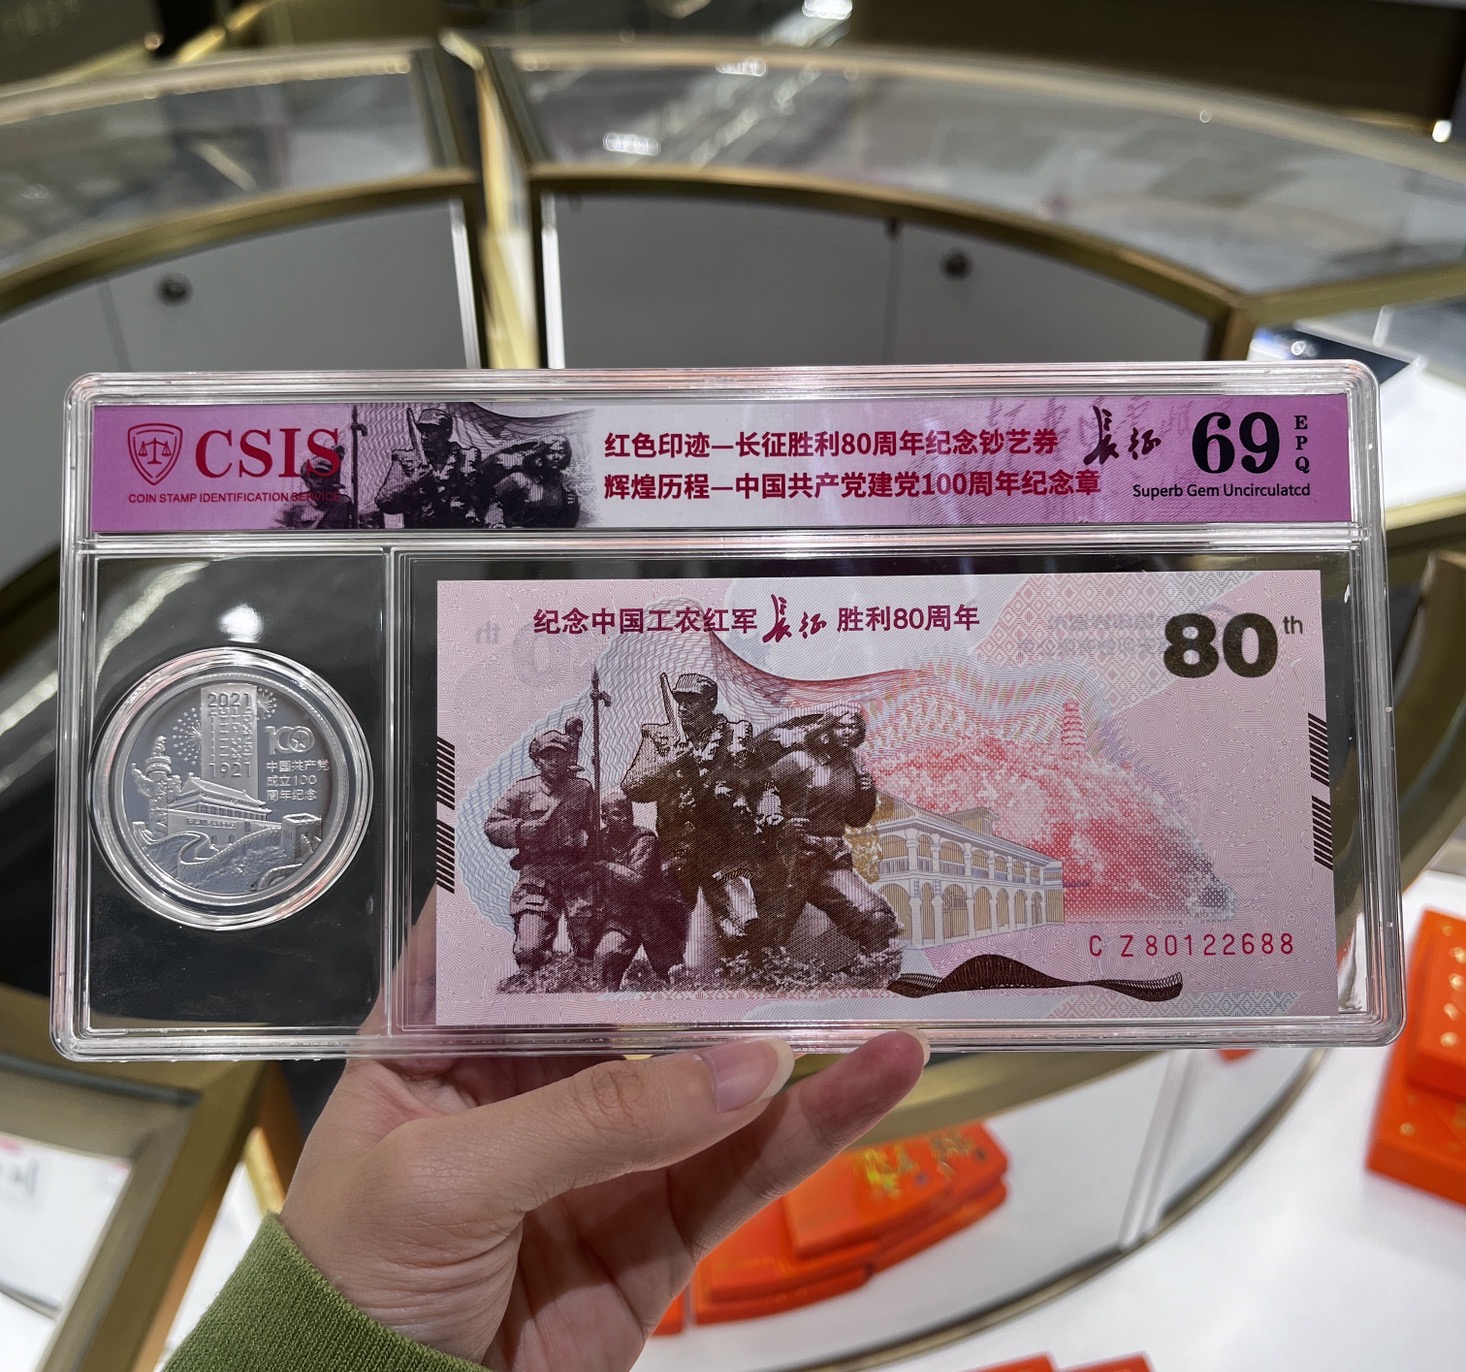 CSIS
COIN STAMP IDENTIFICATION SERVICE
红色印迹—长征胜利80周年纪念钞艺券
辉煌历程—中国共产党建党100周年纪念章
长征
69
EPQ
Superb Gem Uncirculatcd
2021
1921
100
中国共产党
成立100
周年纪念
纪念中国工农红军长征胜利80周年
80th
CZ80122688